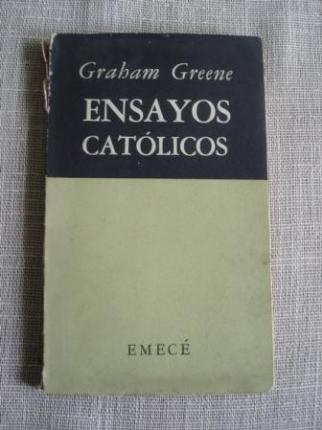 Graham Greene
ENSAYOS
CATÓLICOS
EMECÉ